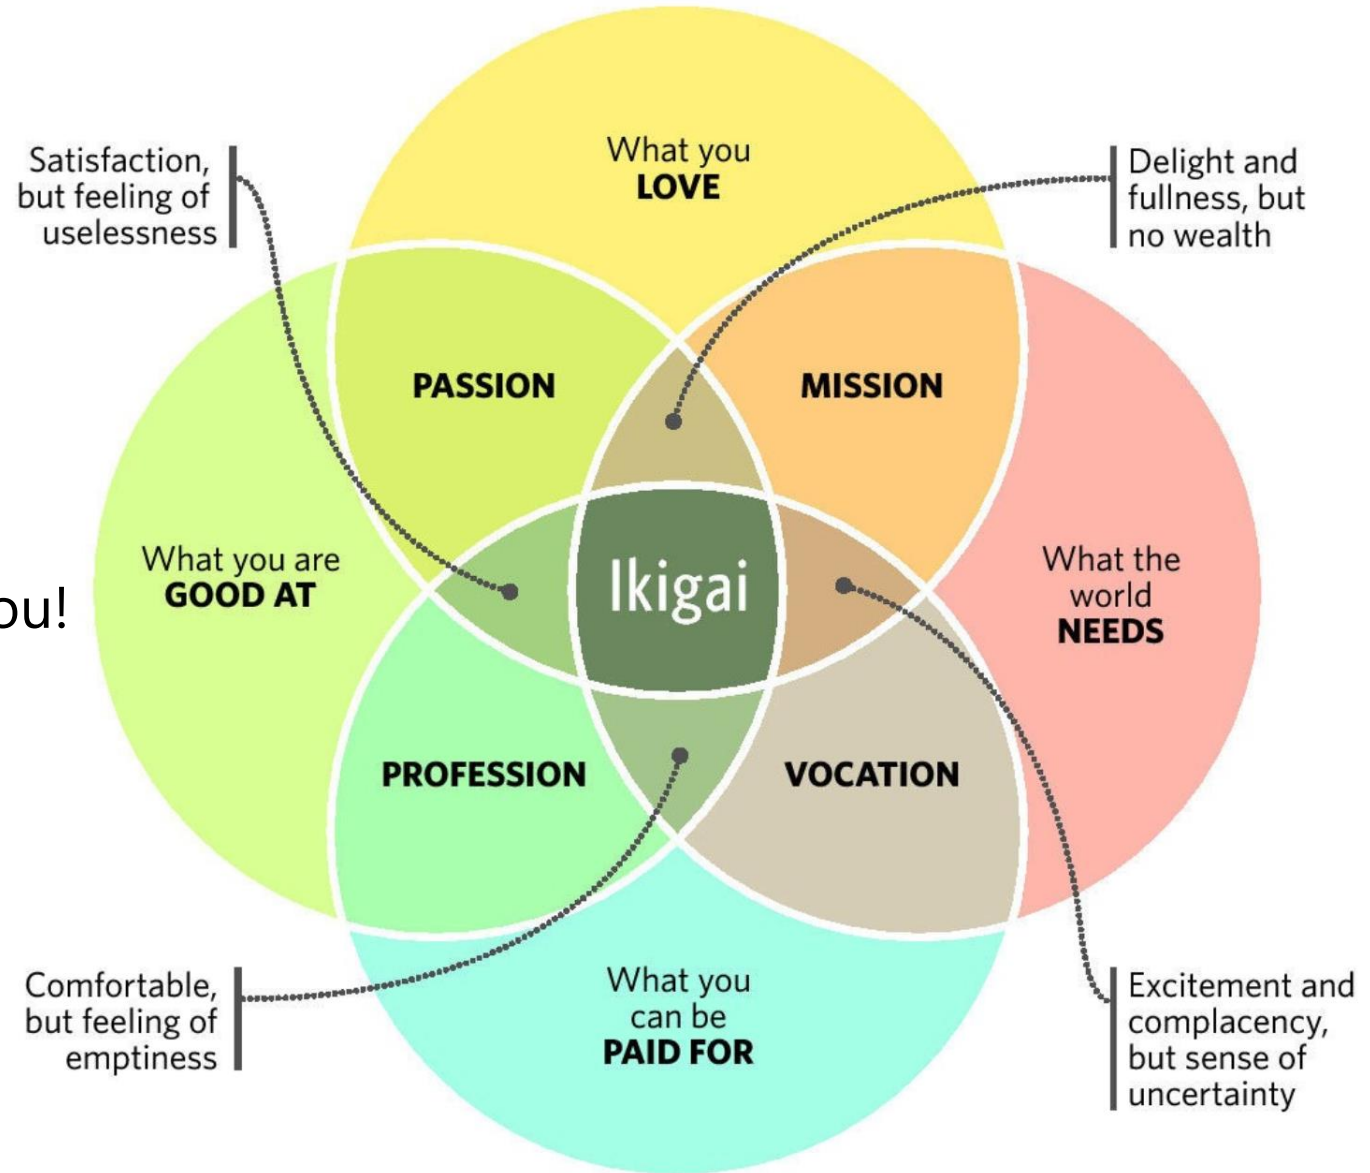 What you
LOVE
Satisfaction,
but feeling of
uselessness
Delight and
fullness, but
no wealth
PASSION
MISSION
What you are
GOOD AT
ou!
Ikigai
What the
world
NEEDS
PROFESSION
VOCATION
What you
can be
PAID FOR
Comfortable,
but feeling of
emptiness
Excitement and
complacency,
but sense of
uncertainty